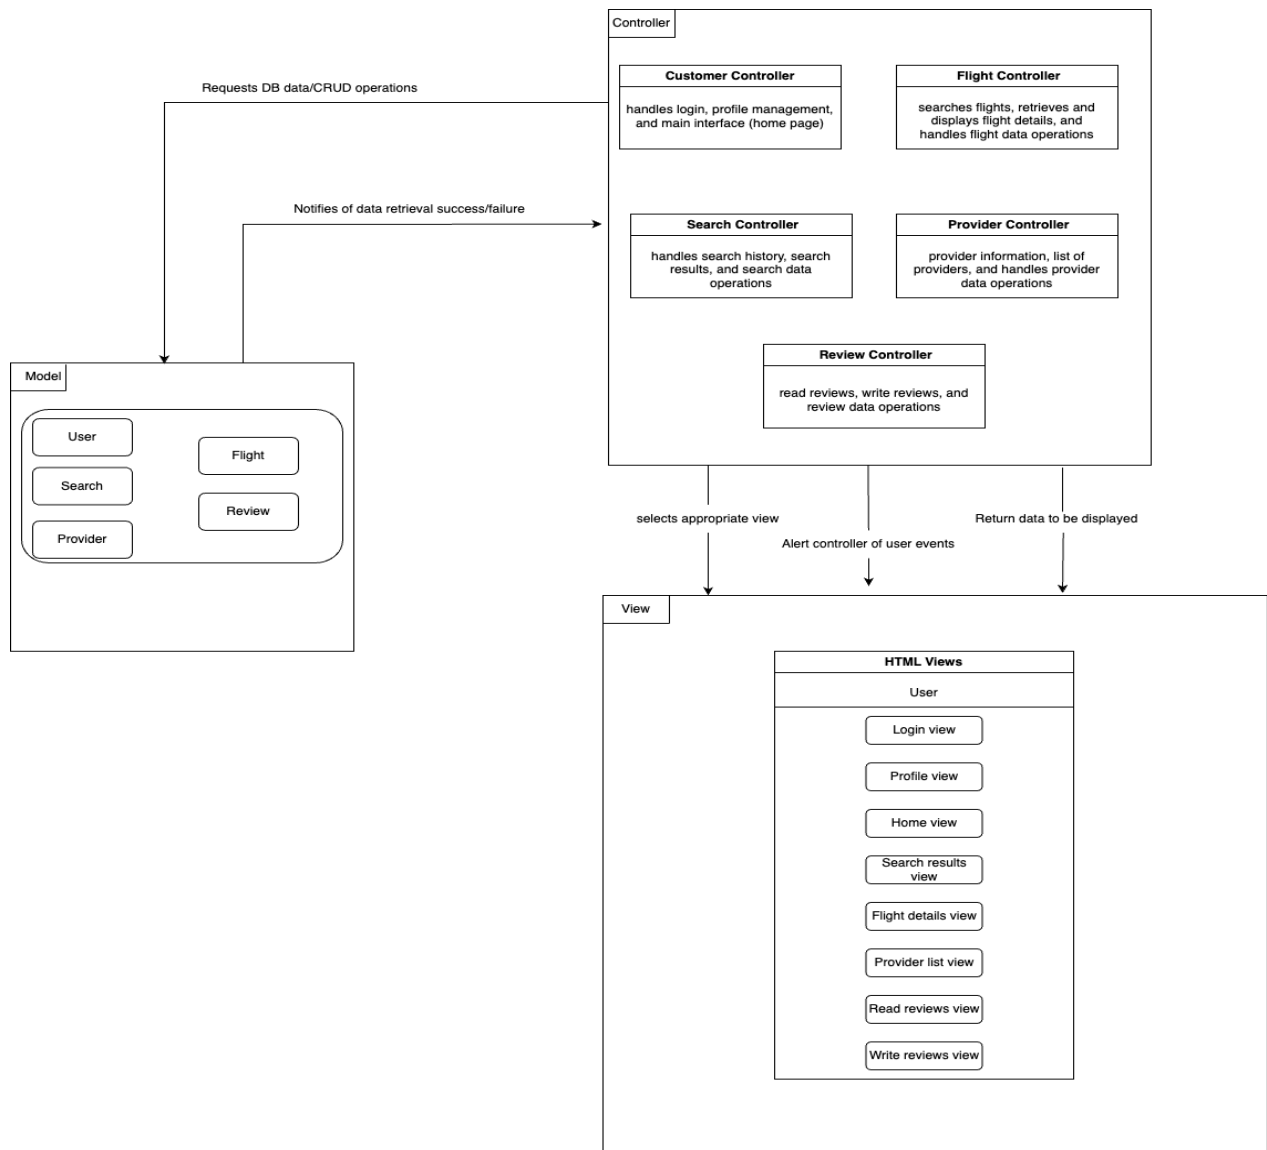 Controller
Customer Controller
handles login, profile management,
and main interface (home page)
Flight Controller
searches flights, retrieves and
displays flight details, and
handles flight data operations
Requests DB data/CRUD operations
Notifies of data retrieval success/failure
Search Controller
handles search history, search
results, and search data
operations
Provider Controller
provider information, list of
providers, and handles provider
data operations
Review Controller
read reviews, write reviews, and
review data operations
Model
User
Search
Provider
Flight
Review
selects appropriate view
Alert controller of user events
Return data to be displayed
View
HTML Views
User
Login view
Profile view
Home view
Search results
view
Flight details view
Provider list view
Read reviews view
Write reviews view